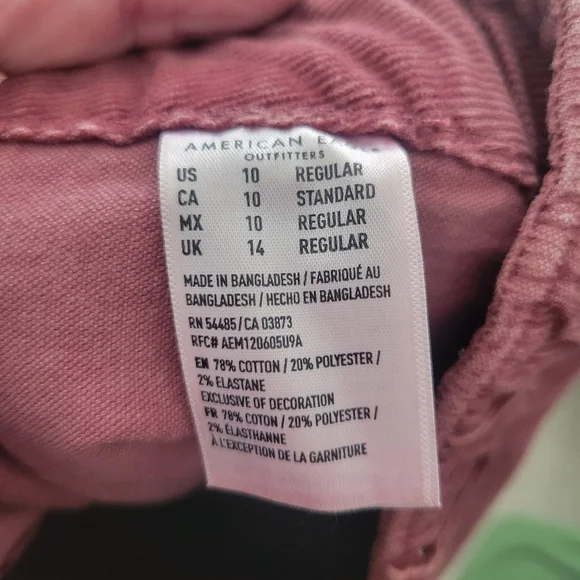 AMERICAN
OUTFITTERS
US 10 REGULAR
CA 10 STANDARD
MX 10 REGULAR
UK 14 REGULAR
MADE IN BANGLADESH / FABRIQUÉ AU
BANGLADESH / HECHO EN BANGLADESH
RN 54485/CA 03873
RFC# AEM120605U9A
EN 78% COTTON / 20% POLYESTER /
2% ELASTANE
EXCLUSIVE OF DECORATION
FR 78% COTON / 20% POLYESTER /
2% ÉLASTHANNE
À L'EXCEPTION DE LA GARNITURE